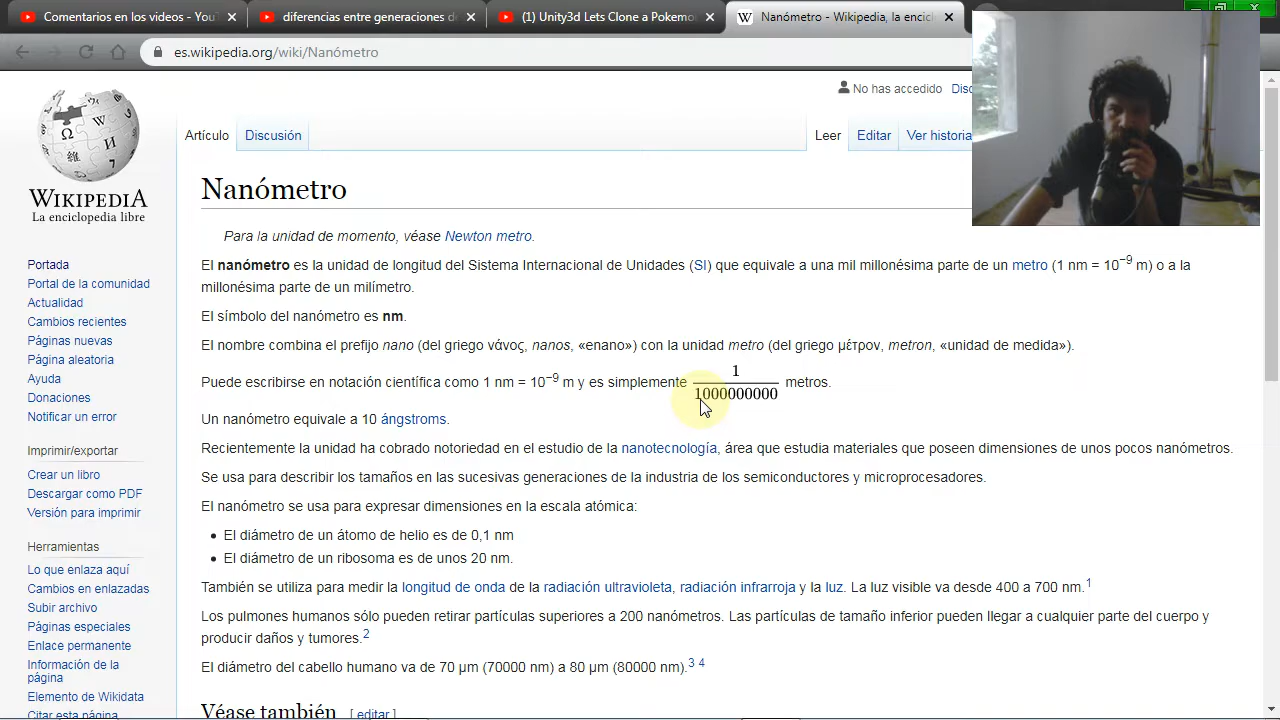 Comentarios en los videos - You
diferencias entre generaciones de
(1) Unity3d Lets Clone a Pokemo
Nanómetro - Wikipedia, la encicl
es.wikipedia.org/wiki/Nanómetro
No has accedido
WIKIPEDIA
La enciclopedia libre
Artículo
Discusión
Leer
Editar
Ver historia
Nanómetro
Para la unidad de momento, véase Newton metro.
El nanómetro es la unidad de longitud del Sistema Internacional de Unidades (SI) que equivale a una mil millonésima parte de un metro (1 nm = 10⁻⁹ m) o a la
millonésima parte de un milímetro.
El símbolo del nanómetro es nm.
El nombre combina el prefijo nano (del griego νάνος, nanos, «enano») con la unidad metro (del griego μέτρον, metron, «unidad de medida»).
Puede escribirse en notación científica como 1 nm = 10⁻⁹ m y es simplemente 1/1000000000 metros.
Un nanómetro equivale a 10 ángstroms.
Recientemente la unidad ha cobrado notoriedad en el estudio de la nanotecnología, área que estudia materiales que poseen dimensiones de unos pocos nanómetros.
Se usa para describir los tamaños en las sucesivas generaciones de la industria de los semiconductores y microprocesadores.
El nanómetro se usa para expresar dimensiones en la escala atómica:
• El diámetro de un átomo de helio es de 0,1 nm
• El diámetro de un ribosoma es de unos 20 nm.
También se utiliza para medir la longitud de onda de la radiación ultravioleta, radiación infrarroja y la luz. La luz visible va desde 400 a 700 nm.¹
Los pulmones humanos sólo pueden retirar partículas superiores a 200 nanómetros. Las partículas de tamaño inferior pueden llegar a cualquier parte del cuerpo y
producir daños y tumores.²
El diámetro del cabello humano va de 70 µm (70000 nm) a 80 µm (80000 nm).³ ⁴
Véase también [ editar ]
Portada
Portal de la comunidad
Actualidad
Cambios recientes
Páginas nuevas
Página aleatoria
Ayuda
Donaciones
Notificar un error
Imprimir/exportar
Crear un libro
Descargar como PDF
Versión para imprimir
Herramientas
Lo que enlaza aquí
Cambios en enlazadas
Subir archivo
Páginas especiales
Enlace permanente
Información de la
página
Elemento de Wikidata
Citar esta página